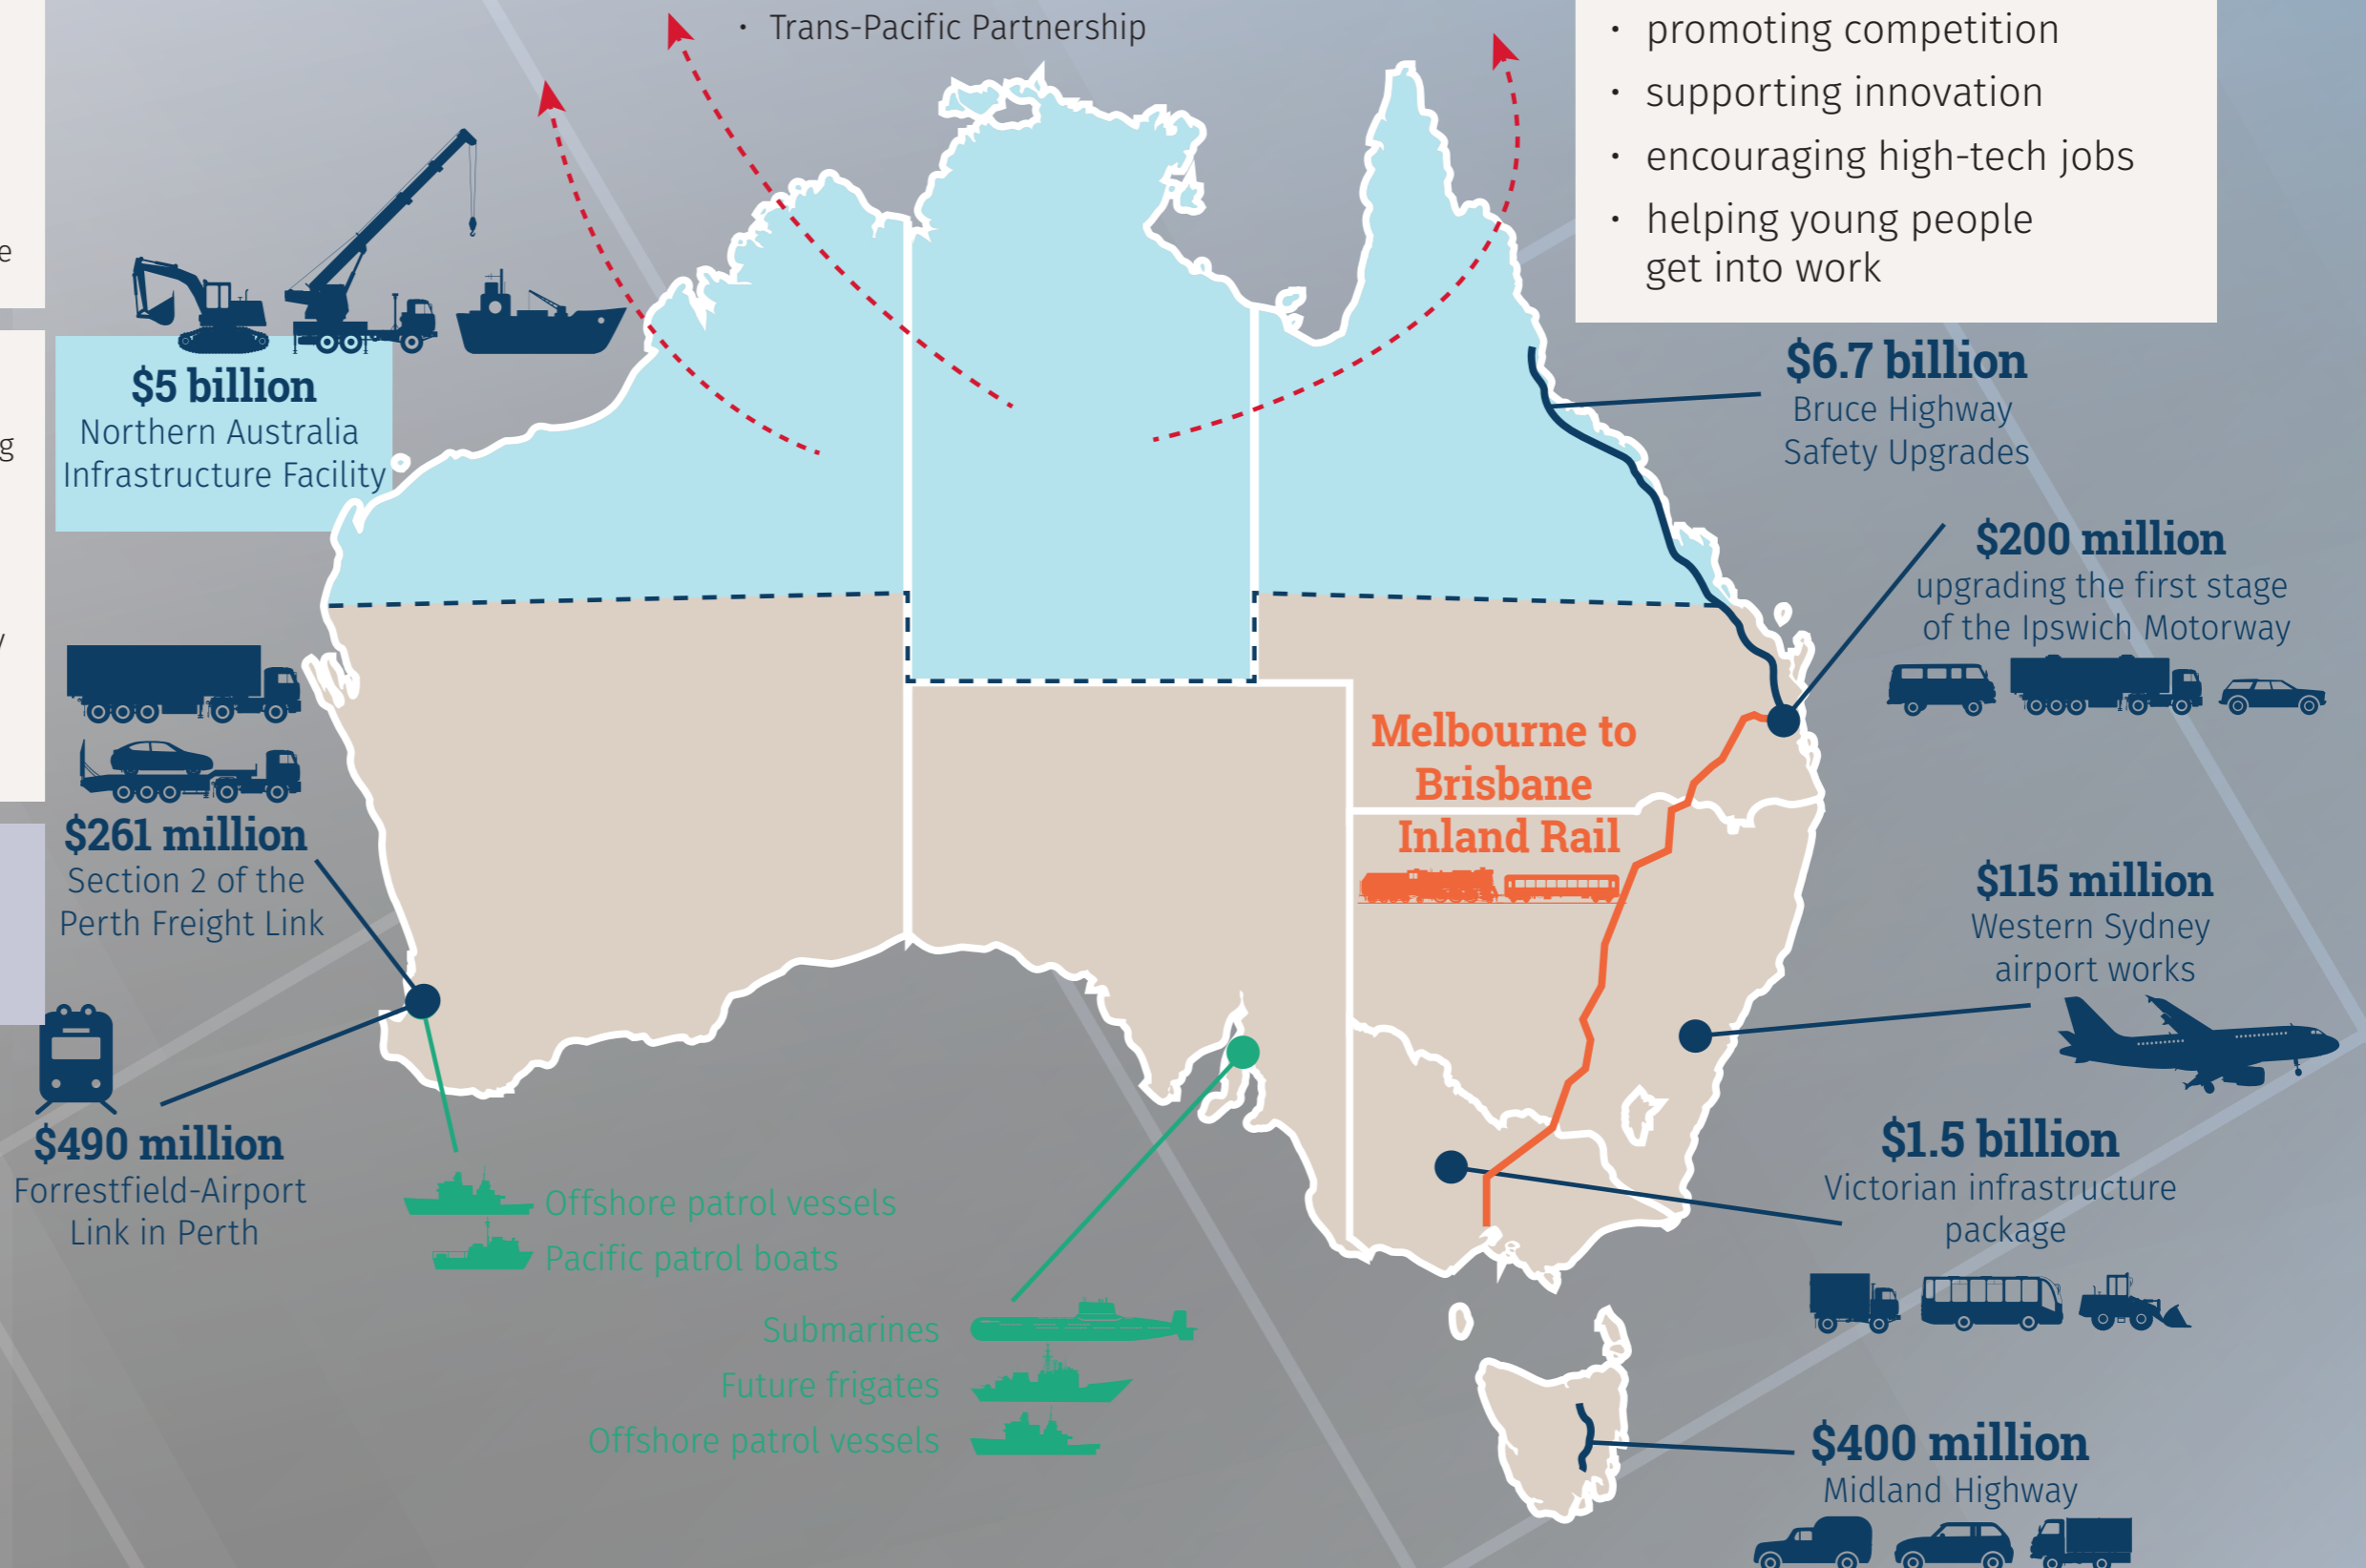 • Trans-Pacific Partnership
• promoting competition
• supporting innovation
• encouraging high-tech jobs
• helping young people
get into work
e
g
y
$5 billion
Northern Australia
Infrastructure Facility
$6.7 billion
Bruce Highway
Safety Upgrades
$200 million
upgrading the first stage
of the Ipswich Motorway
Melbourne to
Brisbane
Inland Rail
$261 million
Section 2 of the
Perth Freight Link
$115 million
Western Sydney
airport works
$490 million
Forrestfield-Airport
Link in Perth
$1.5 billion
Victorian infrastructure
package
Offshore patrol vessels
Pacific patrol boats
Submarines
Future frigates
Offshore patrol vessels
$400 million
Midland Highway